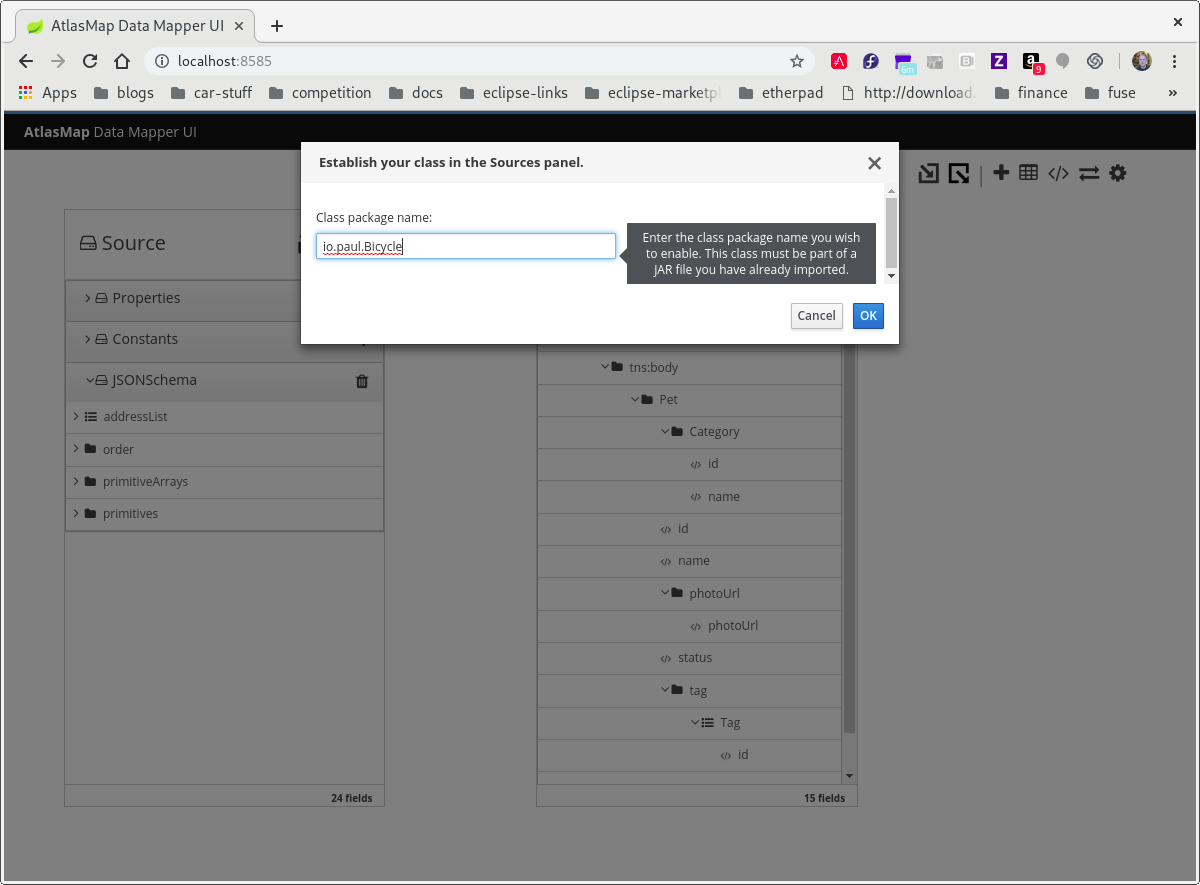 AtlasMap Data Mapper UI
localhost:8585
6m
B
Z
a
9
Apps
blogs
car-stuff
competition
docs
eclipse-links
eclipse-marketpl
etherpad
http://download.
finance
fuse
»
AtlasMap Data Mapper UI
Establish your class in the Sources panel.
Class package name:
io.paul.Bicycle
Enter the class package name you wish
to enable. This class must be part of a
JAR file you have already imported.
Cancel
OK
Source
Properties
Constants
JSONSchema
addressList
order
primitiveArrays
primitives
24 fields
tns:body
Pet
Category
id
name
id
name
photoUrl
photoUrl
status
tag
Tag
id
15 fields